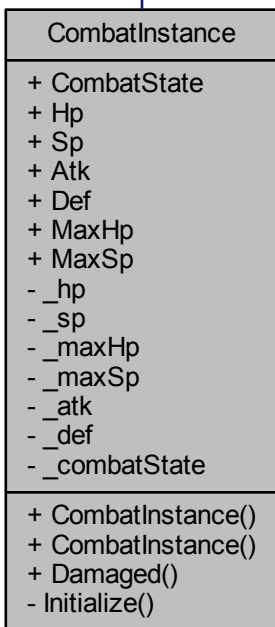 CombatInstance
+ CombatState
+ Hp
+ Sp
+ Atk
+ Def
+ MaxHp
+ MaxSp
- _hp
- _sp
- _maxHp
- _maxSp
- _atk
- _def
- _combatState
+ CombatInstance()
+ CombatInstance()
+ Damaged()
- Initialize()